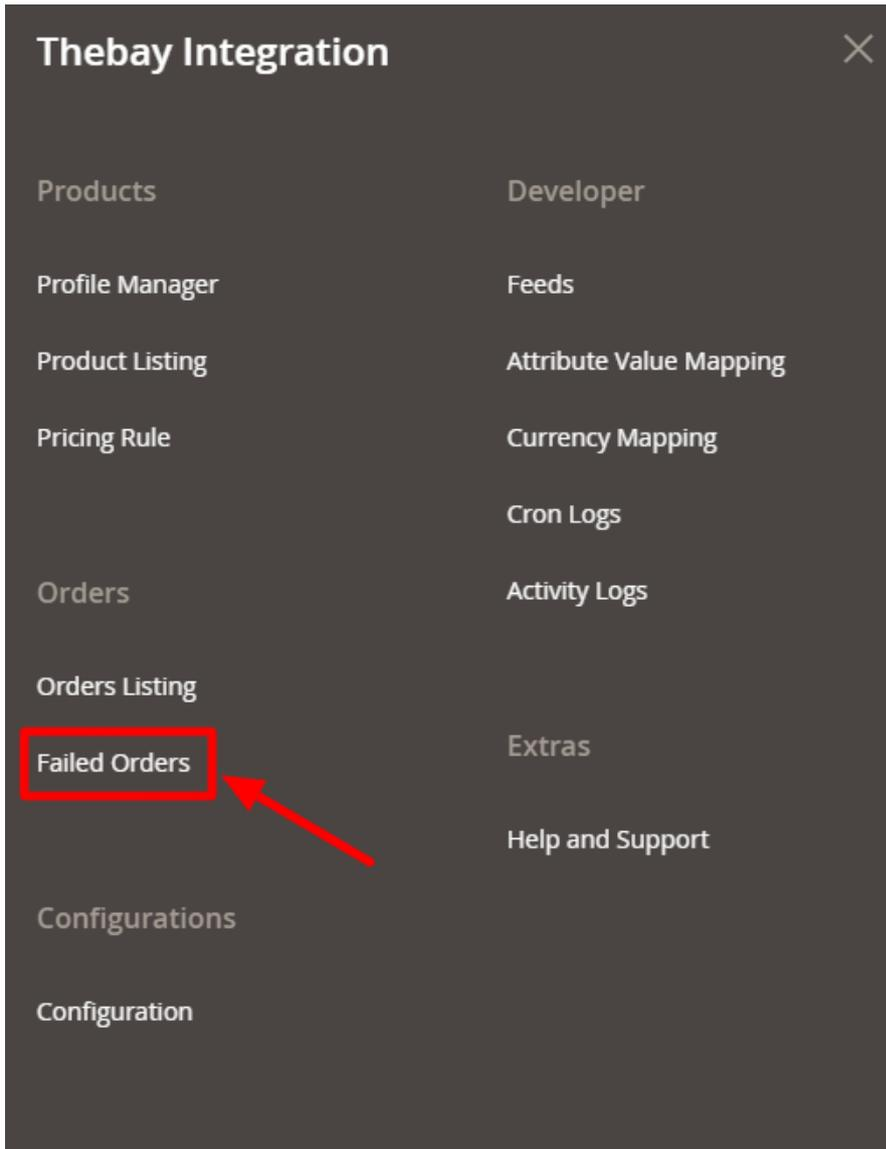 Thebay Integration
Products
Profile Manager
Product Listing
Pricing Rule
Orders
Orders Listing
Failed Orders
Configurations
Configuration
Developer
Feeds
Attribute Value Mapping
Currency Mapping
Cron Logs
Activity Logs
Extras
Help and Support